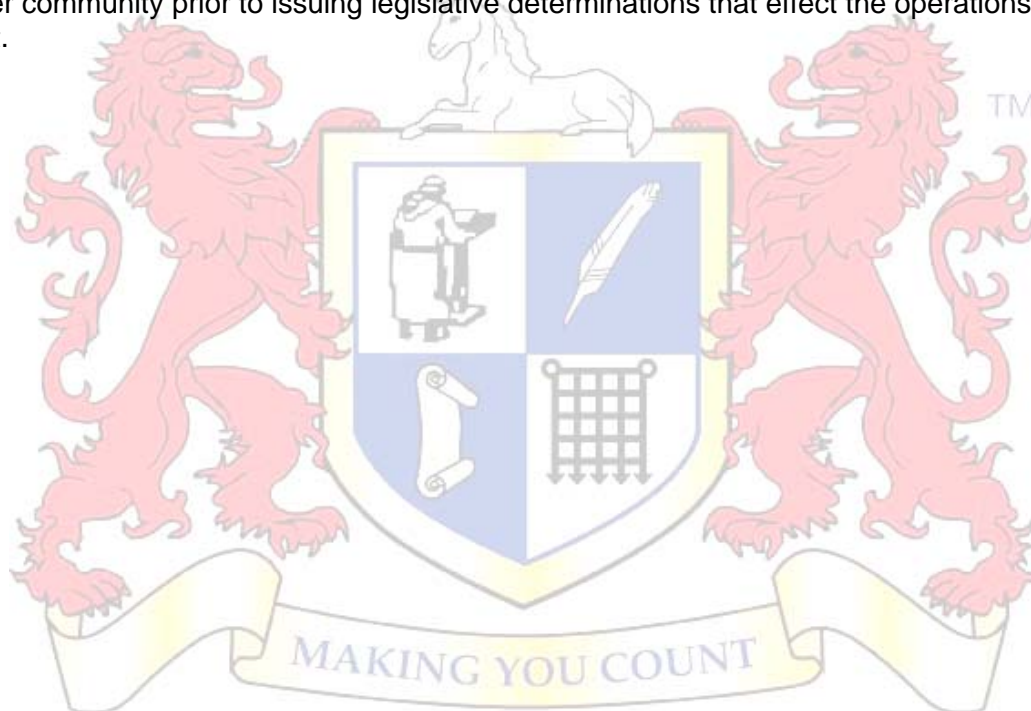 er community prior to issuing legislative determinations that effect the operations
.
TM
MAKING YOU COUNT